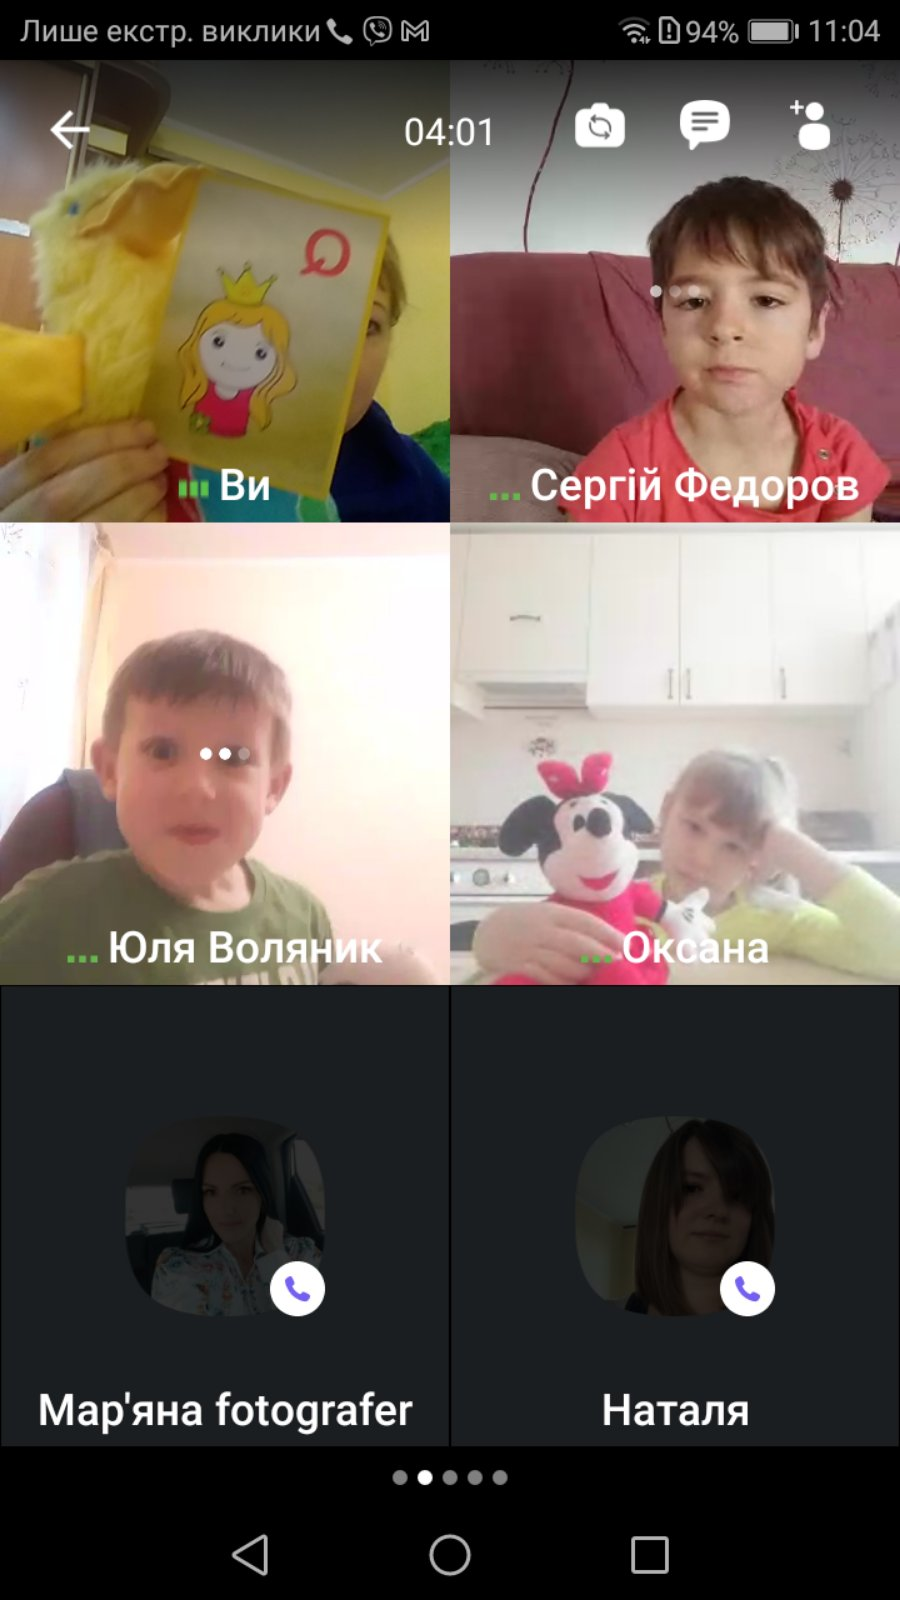 Лише екстр. виклики
94%
11:04
04:01
Q
Ви
Сергій Федоров
Юля Воляник
Оксана
Мар'яна fotografer
Наталя